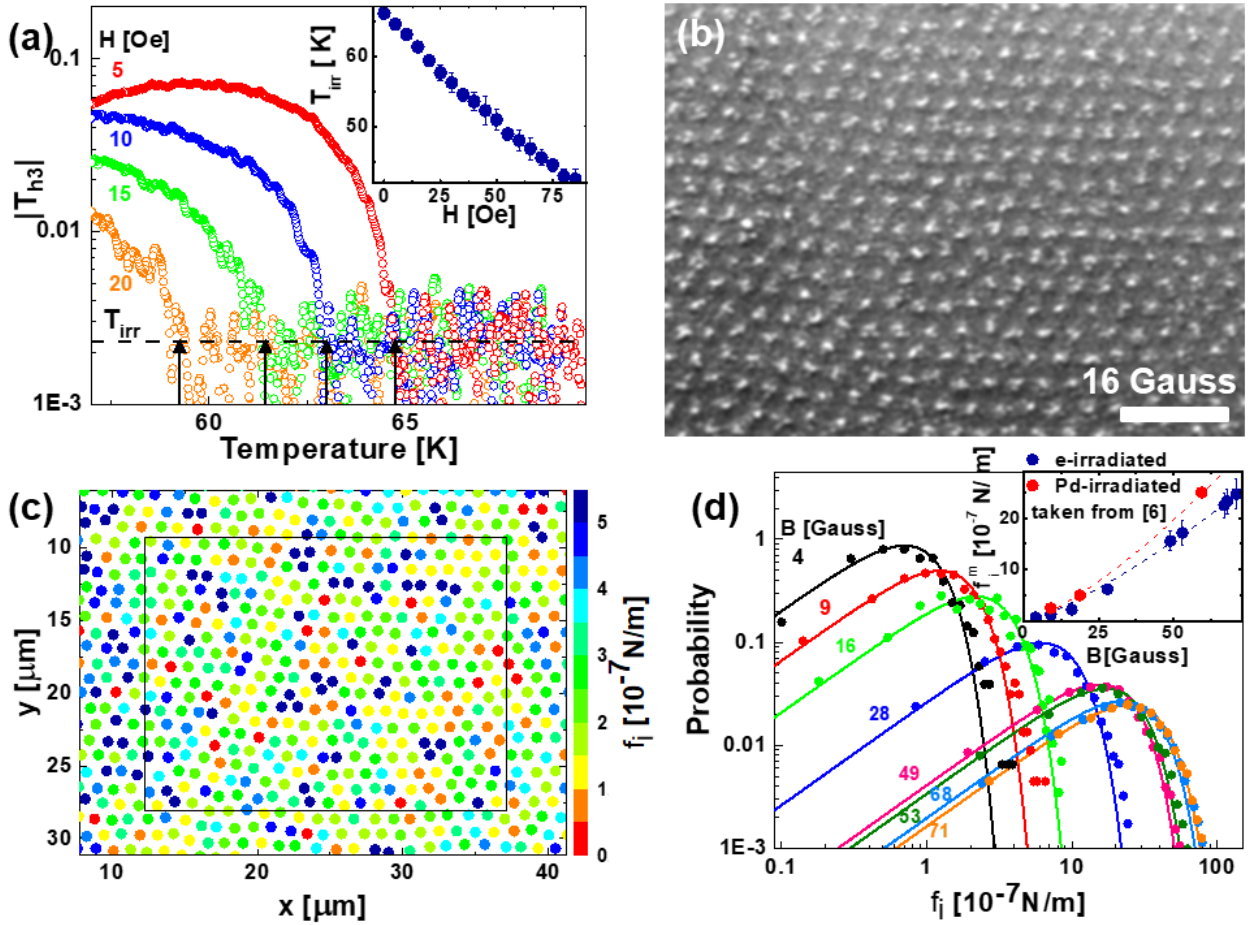 (a)
H [Oe]
0.1
5
10
15
20
0.01
T_irr
1E-3
|T_h3|
60
65
Temperature [K]
T_irr [ K]
65
55
45
0
25
50
75
H [Oe]
(b)
16 Gauss
(c)
10
15
20
25
30
y [μm]
10
20
30
40
x [μm]
5
4
3
2
1
0
f_i [10^-7 N/m]
(d)
e-irradiated
Pd-irradiated
taken from [6]
f_i^m [10^-7 N/m]
20
10
0
25
50
B[Gauss]
B [Gauss]
4
9
16
28
49
53
68
71
1
0.1
0.01
1E-3
Probability
0.1
1
10
100
f_i [10^-7 N/m]